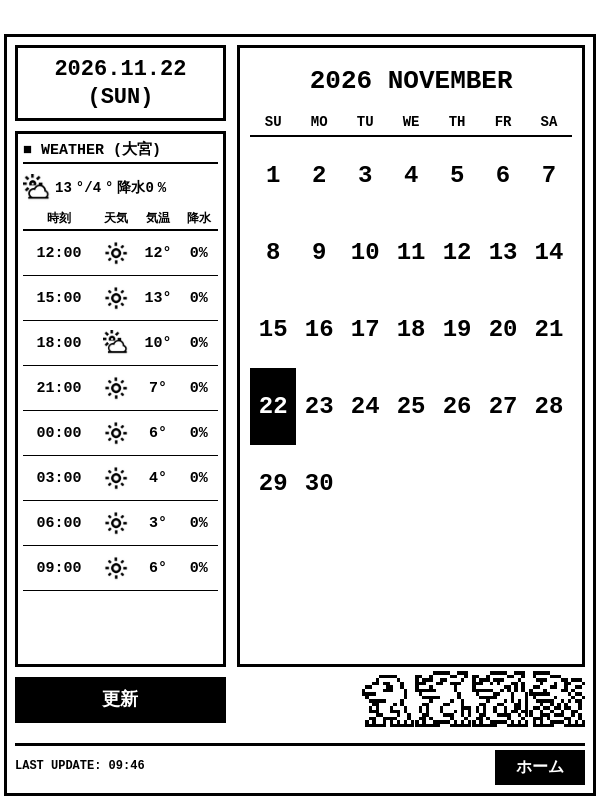 2026.11.22
(SUN)
■ WEATHER (大宮)
13°/4° 降水0%
時刻 天気 気温 降水
12:00 12° 0%
15:00 13° 0%
18:00 10° 0%
21:00 7° 0%
00:00 6° 0%
03:00 4° 0%
06:00 3° 0%
09:00 6° 0%
2026 NOVEMBER
SU MO TU WE TH FR SA
1 2 3 4 5 6 7
8 9 10 11 12 13 14
15 16 17 18 19 20 21
22 23 24 25 26 27 28
29 30
更新
LAST UPDATE: 09:46
ホーム